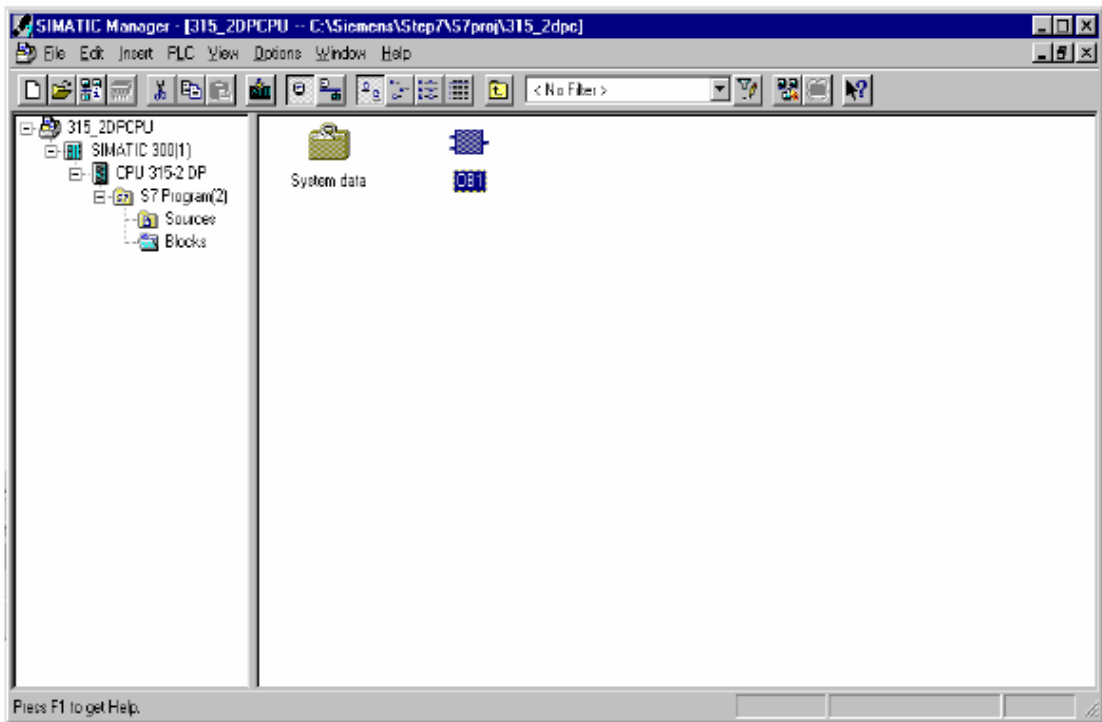 SIMATIC Manager - [315_2DPCPU -- C:\Siemens\Step7\S7proj\315_2dpc]
File Edit Insert PLC View Options Window Help
< No Filter >
315_2DPCPU
SIMATIC 300(1)
CPU 315-2 DP
S7 Program(2)
Sources
Blocks
System data
OB1
Press F1 to get Help.